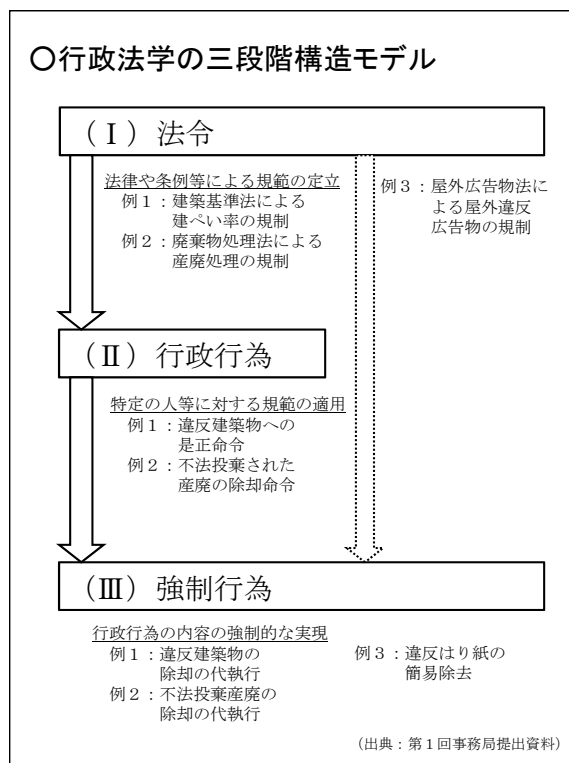 〇行政法学の三段階構造モデル
（Ⅰ）法令
法律や条例等による規範の定立
例１：建築基準法による
建ぺい率の規制
例２：廃棄物処理法による
産廃処理の規制
例３：屋外広告物法に
よる屋外違反
広告物の規制
（Ⅱ）行政行為
特定の人等に対する規範の適用
例１：違反建築物への
是正命令
例２：不法投棄された
産廃の除却命令
（Ⅲ）強制行為
行政行為の内容の強制的な実現
例１：違反建築物の
除却の代執行
例２：不法投棄産廃の
除却の代執行
例３：違反はり紙の
簡易除去
（出典：第１回事務局提出資料）